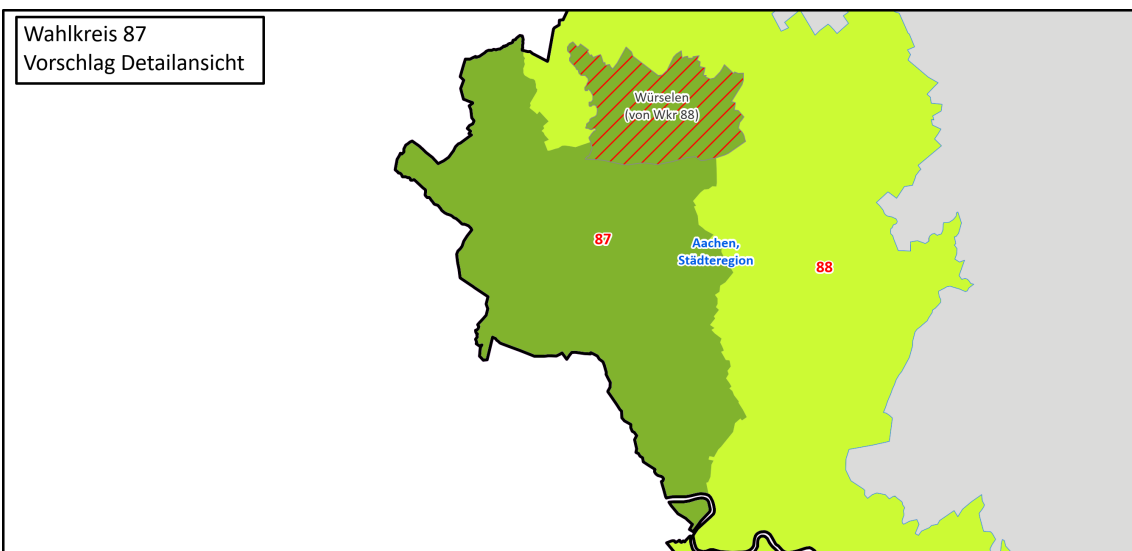 Wahlkreis 87
Vorschlag Detailansicht
Würselen
(von Wkr 88)
87
Aachen,
Städteregion
88